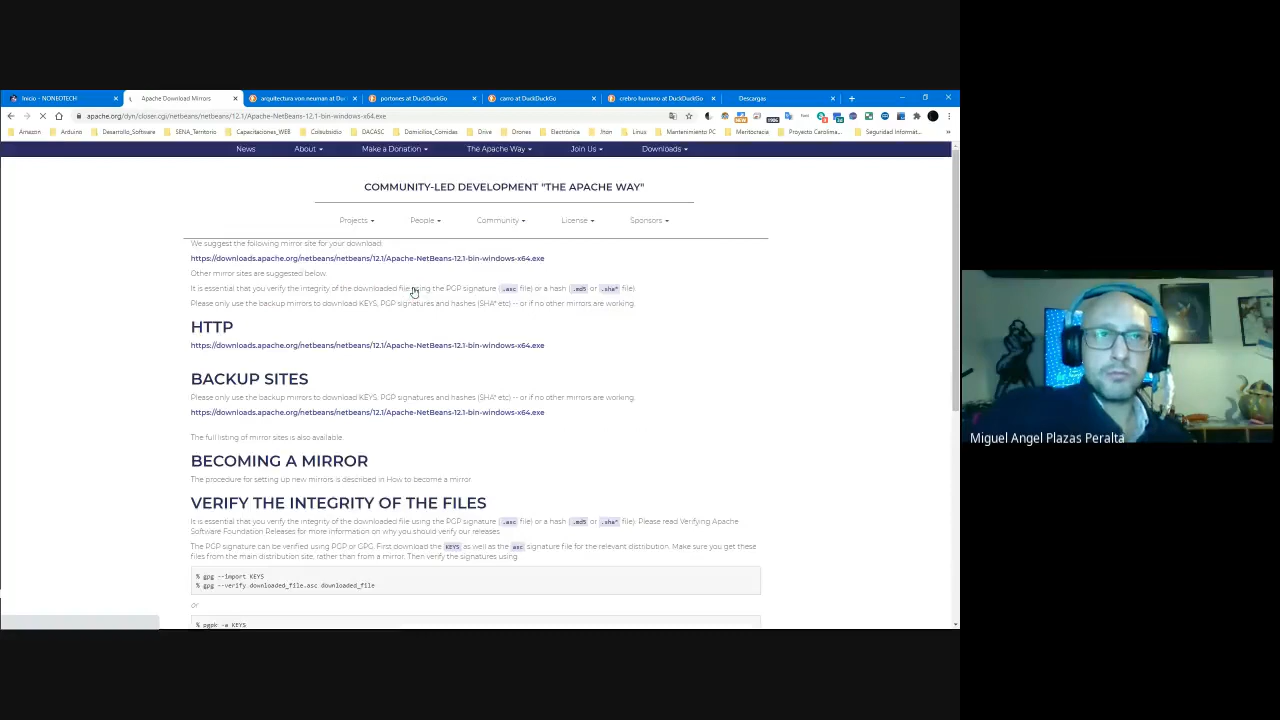 Inicio - NONEOTECH
Apache Download Mirrors
arquitectura von neuman at Du
portones at DuckDuckGo
carro at DuckDuckGo
crebro humano at DuckDuckGo
Descargas
apache.org/dyn/closer.cgi/netbeans/netbeans/12.1/Apache-NetBeans-12.1-bin-windows-x64.exe
Amazon
Arduino
Desarrollo_Software
SENA_Territorio
Capacitaciones_WEB
Colsubsidio
OACASC
Domicilios_Comidas
Drive
Drones
Electrónica
Jhon
Linux
Mantenimiento PC
Meritocracia
Proyecto Carolina...
Seguridad Informát...
News
About
Make a Donation
The Apache Way
Join Us
Downloads
COMMUNITY-LED DEVELOPMENT "THE APACHE WAY"
Projects
People
Community
License
Sponsors
We suggest the following mirror site for your download:
https://downloads.apache.org/netbeans/netbeans/12.1/Apache-NetBeans-12.1-bin-windows-x64.exe
Other mirror sites are suggested below.
It is essential that you verify the integrity of the downloaded file using the PGP signature ( .asc file) or a hash ( .md5 or .sha* file).
Please only use the backup mirrors to download KEYS, PGP signatures and hashes (SHA* etc) -- or if no other mirrors are working.
HTTP
https://downloads.apache.org/netbeans/netbeans/12.1/Apache-NetBeans-12.1-bin-windows-x64.exe
BACKUP SITES
Please only use the backup mirrors to download KEYS, PGP signatures and hashes (SHA* etc) -- or if no other mirrors are working.
https://downloads.apache.org/netbeans/netbeans/12.1/Apache-NetBeans-12.1-bin-windows-x64.exe
The full listing of mirror sites is also available.
BECOMING A MIRROR
The procedure for setting up new mirrors is described in How to become a mirror.
VERIFY THE INTEGRITY OF THE FILES
It is essential that you verify the integrity of the downloaded file using the PGP signature ( .asc file) or a hash ( .md5 or .sha* file). Please read Verifying Apache
Software Foundation Releases for more information on why you should verify our releases.
The PGP signature can be verified using PGP or GPG. First download the KEYS as well as the asc signature file for the relevant distribution. Make sure you get these
files from the main distribution site, rather than from a mirror. Then verify the signatures using
% gpg --import KEYS
% gpg --verify downloaded_file.asc downloaded_file
or
% pgpk -a KEYS
Miguel Angel Plazas Peralta